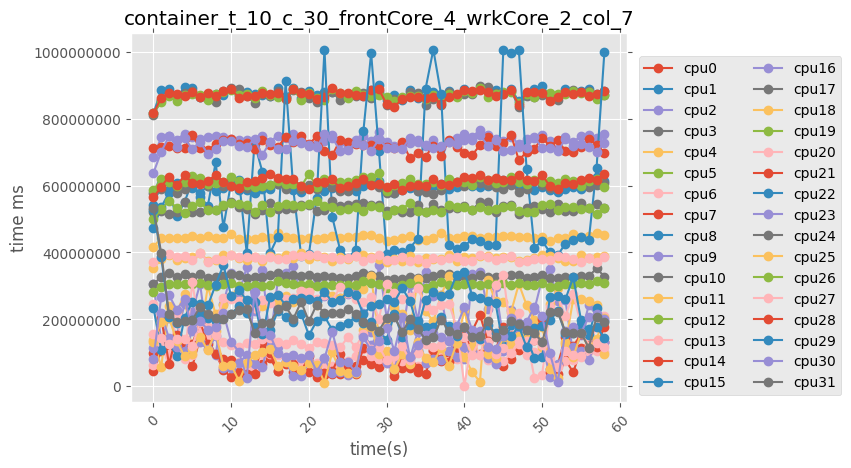 container_t_10_c_30_frontCore_4_wrkCore_2_col_7
time ms
1000000000
800000000
600000000
400000000
200000000
0
0
10
20
30
40
50
60
time(s)
cpu0
cpu1
cpu2
cpu3
cpu4
cpu5
cpu6
cpu7
cpu8
cpu9
cpu10
cpu11
cpu12
cpu13
cpu14
cpu15
cpu16
cpu17
cpu18
cpu19
cpu20
cpu21
cpu22
cpu23
cpu24
cpu25
cpu26
cpu27
cpu28
cpu29
cpu30
cpu31